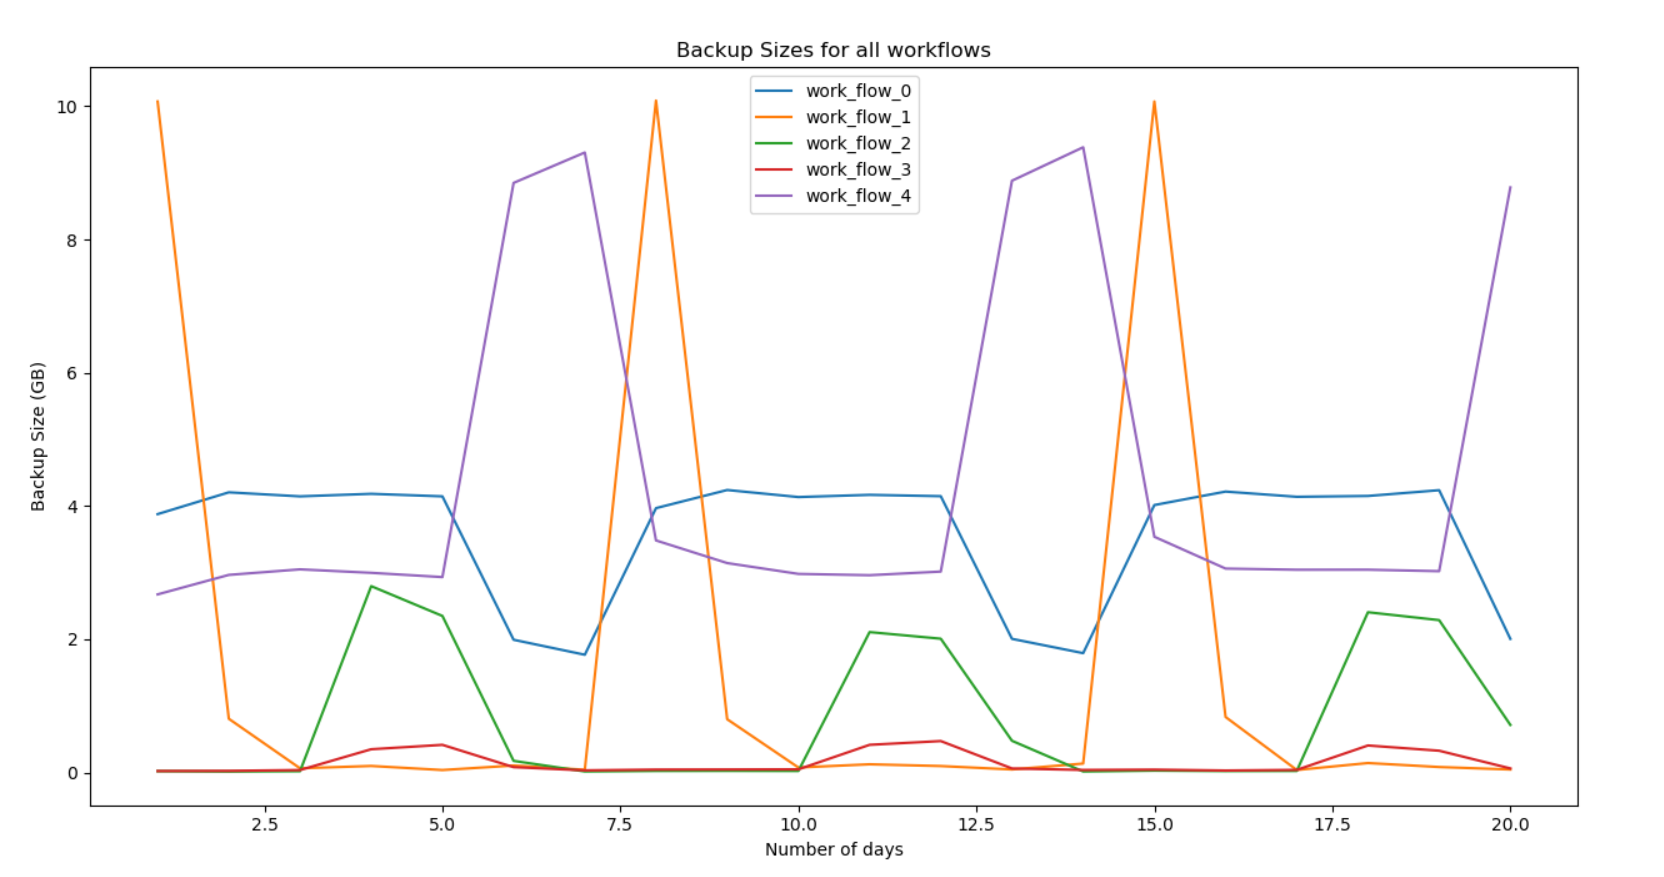 Backup Sizes for all workflows
work_flow_0
work_flow_1
work_flow_2
work_flow_3
work_flow_4
10
8
6
4
2
0
Backup Size (GB)
2.5 5.0 7.5 10.0 12.5 15.0 17.5 20.0
Number of days